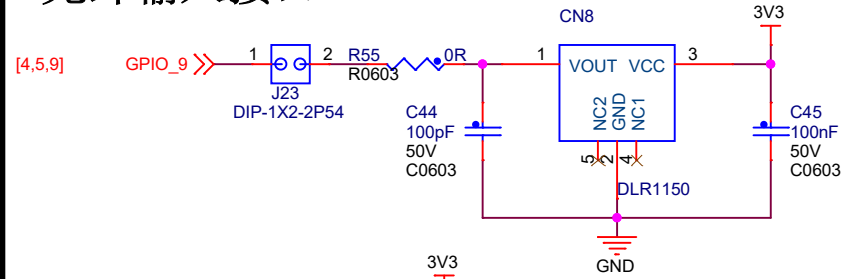 CN8
3V3
[4,5,9] GPIO_9 1 2 R55 0R 1 VOUT VCC 3
R0603
J23
DIP-1X2-2P54
NC2 GND NC1
C44 C45
100pF 100nF
50V 50V
C0603 C0603
5 2 4
DLR1150
3V3
GND